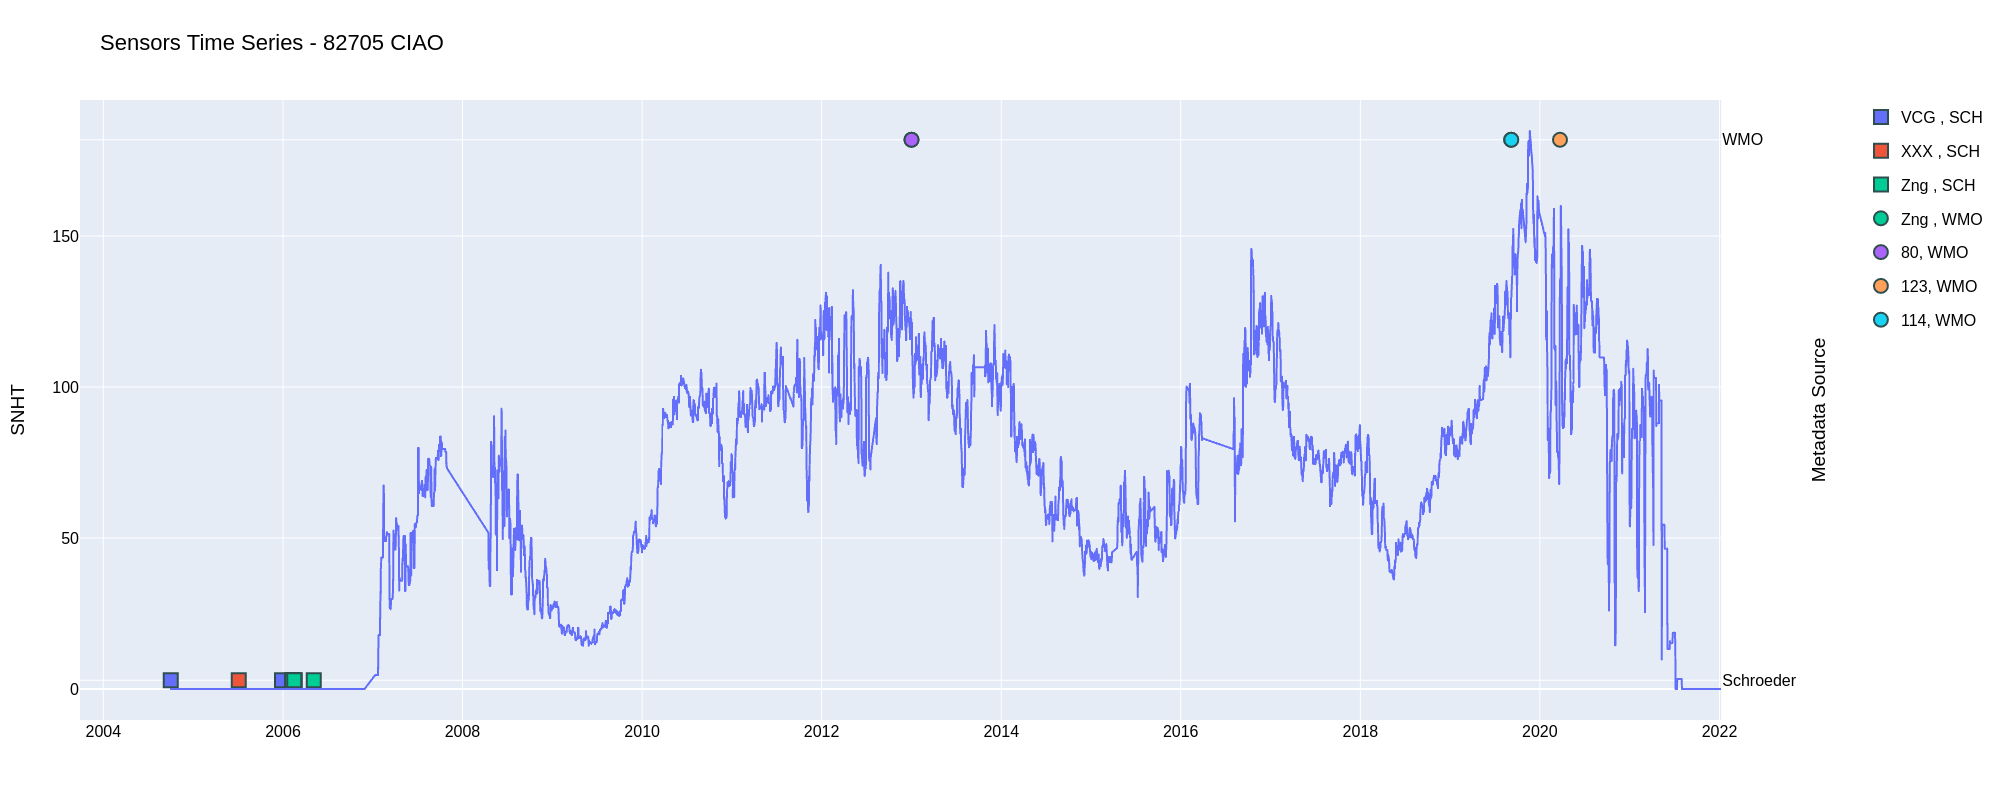 Sensors Time Series - 82705 CIAO
SNHT
150
100
50
0
2004 2006 2008 2010 2012 2014 2016 2018 2020 2022
WMO
Schroeder
Metadata Source
VCG , SCH
XXX , SCH
Zng , SCH
Zng , WMO
80, WMO
123, WMO
114, WMO